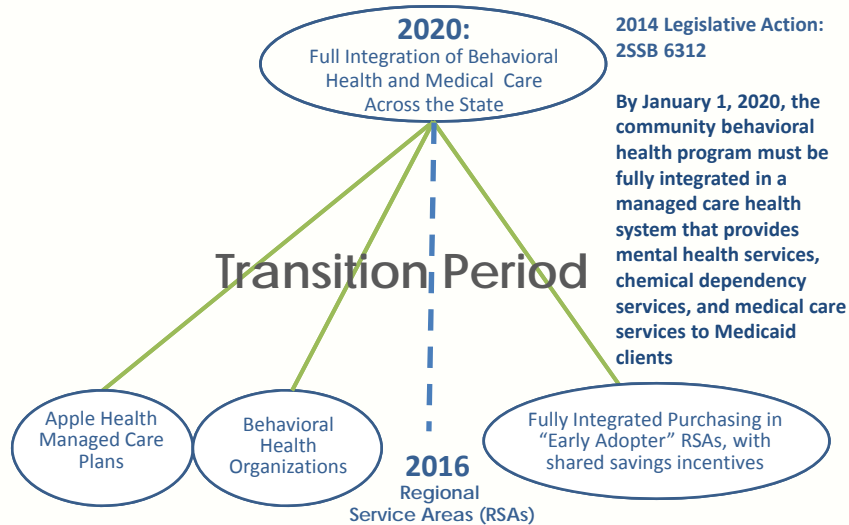 2020:
Full Integration of Behavioral
Health and Medical Care
Across the State
2014 Legislative Action:
2SSB 6312
By January 1, 2020, the
community behavioral
health program must be
fully integrated in a
managed care health
system that provides
mental health services,
chemical dependency
services, and medical care
services to Medicaid
clients
Transition Period
Apple Health
Managed Care
Plans
Behavioral
Health
Organizations
2016
Regional
Service Areas (RSAs)
Fully Integrated Purchasing in
“Early Adopter” RSAs, with
shared savings incentives